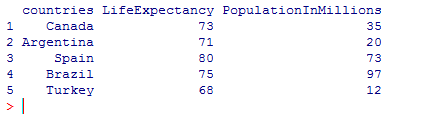 countries LifeExpectancy PopulationInMillions
1 Canada 73 35
2 Argentina 71 20
3 Spain 80 73
4 Brazil 75 97
5 Turkey 68 12
>